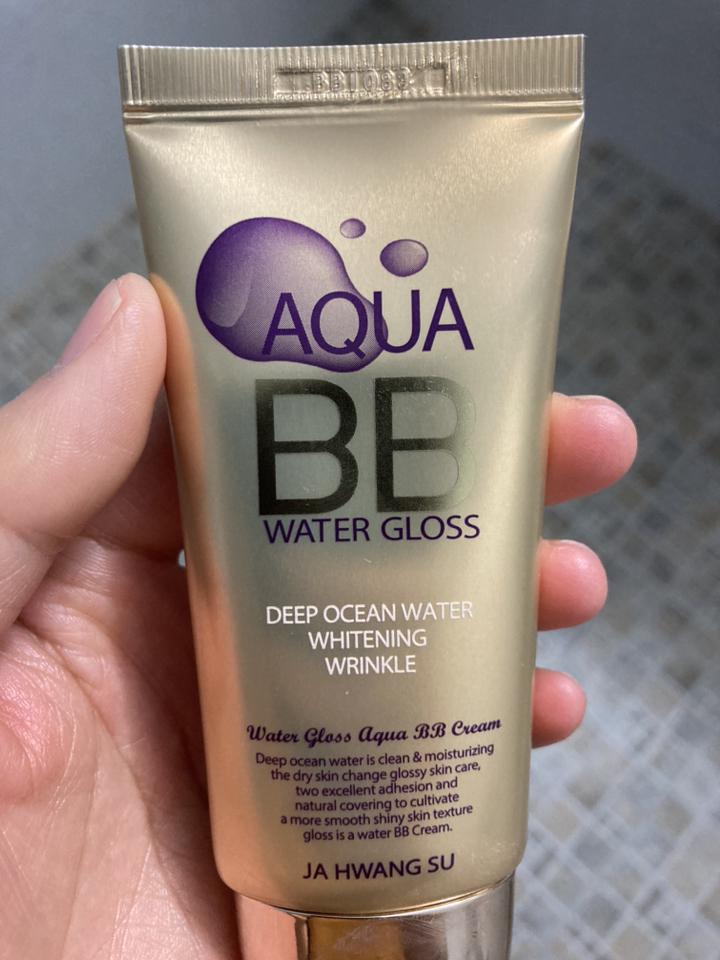 BBI088
AQUA
BB
WATER GLOSS
DEEP OCEAN WATER
WHITENING
WRINKLE
Water Gloss Aqua BB Cream
Deep ocean water is clean & moisturizing
the dry skin change glossy skin care,
two excellent adhesion and
natural covering to cultivate
a more smooth shiny skin texture
gloss is a water BB Cream.
JA HWANG SU